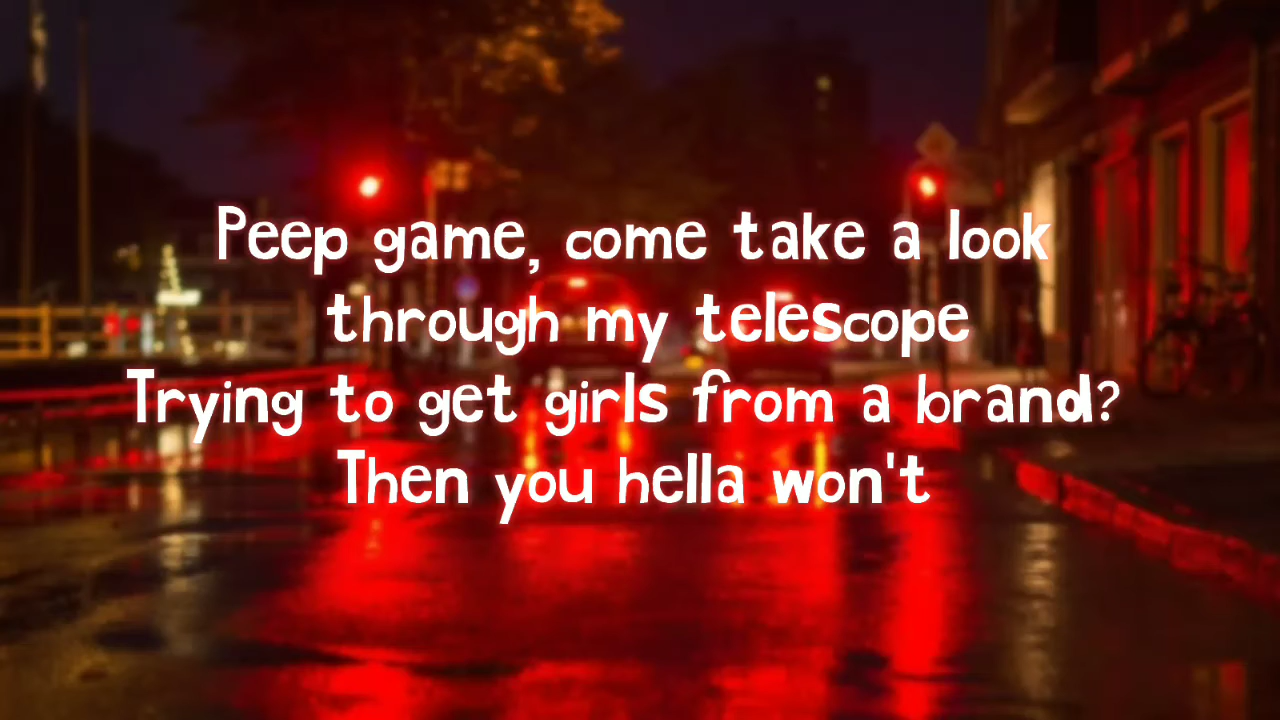 Peep game, come take a look
through my telescope
Trying to get girls from a brand?
Then you hella won't